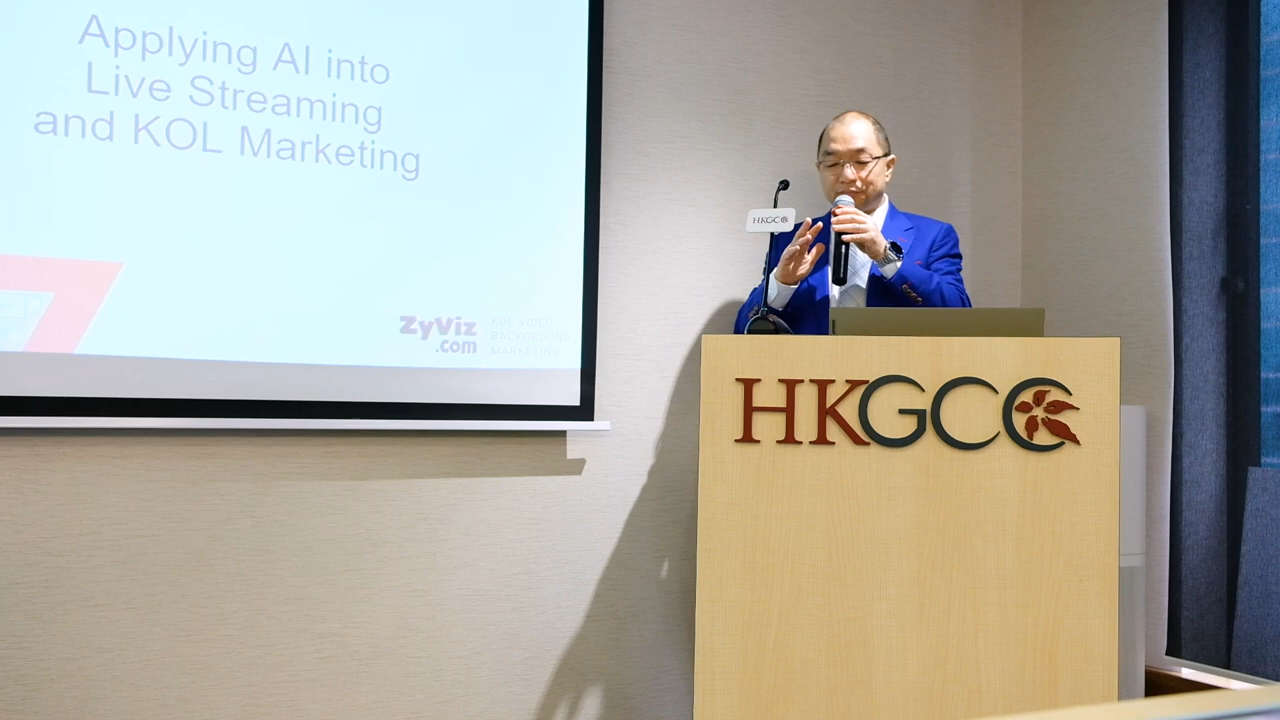 Applying AI into
Live Streaming
and KOL Marketing
ZyViz
.com
KOL VIDEO
BACKGROUND
MARKETING
HKGCC
HKGCC